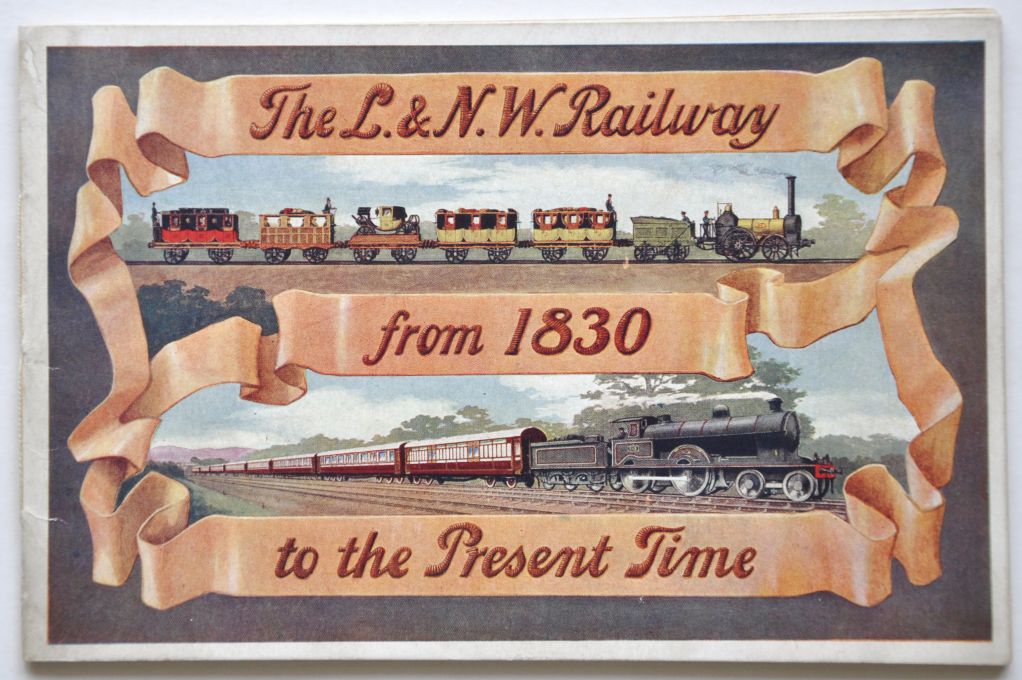 The L. & N. W. Railway
from 1830
to the Present Time